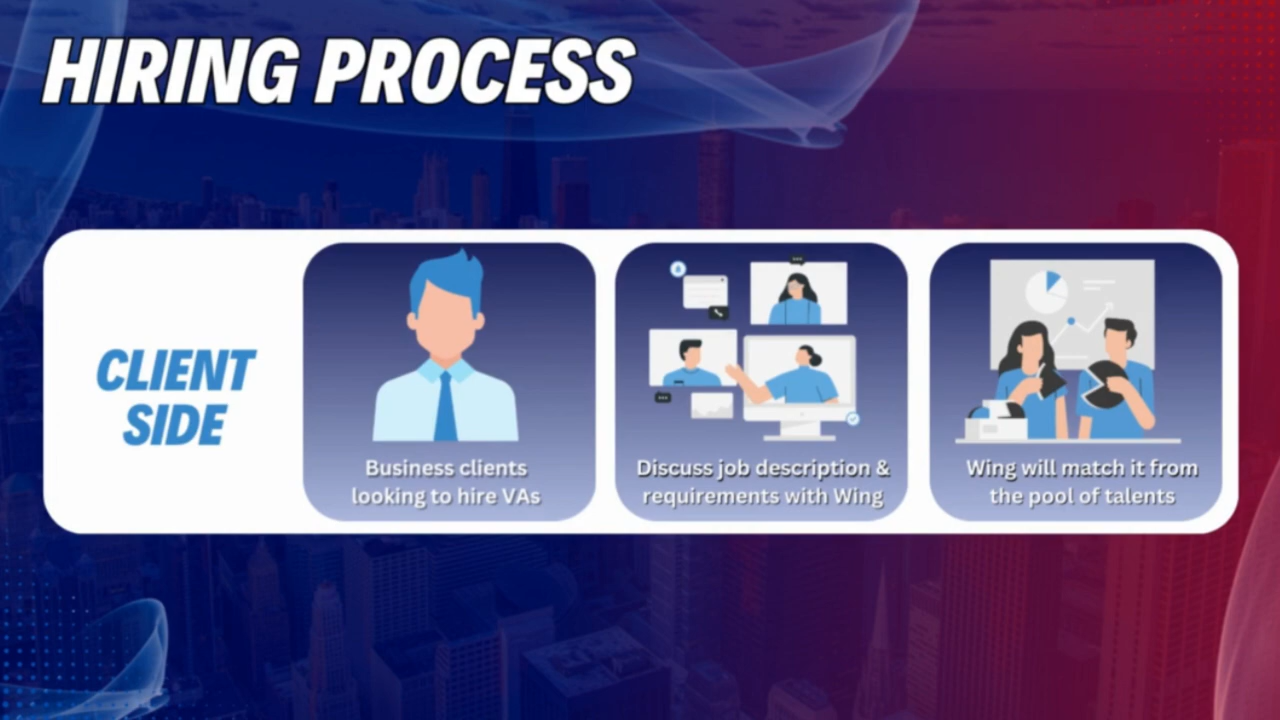 HIRING PROCESS
CLIENT
SIDE
Business clients
looking to hire VAs
Discuss job description &
requirements with Wing
Wing will match it from
the pool of talents